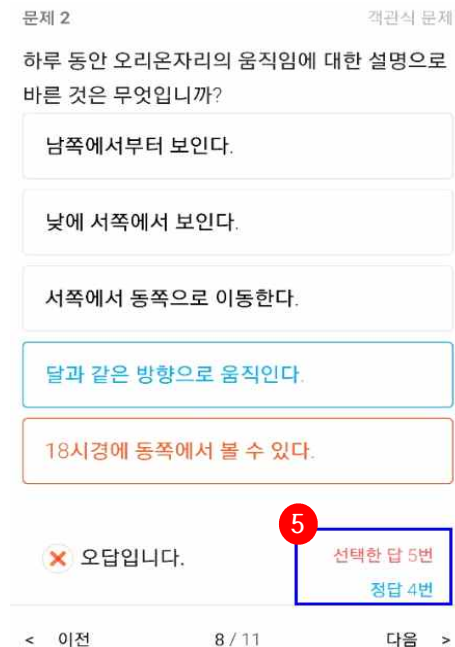 문제 2 객관식 문제
하루 동안 오리온자리의 움직임에 대한 설명으로
바른 것은 무엇입니까?
남쪽에서부터 보인다.
낮에 서쪽에서 보인다.
서쪽에서 동쪽으로 이동한다.
달과 같은 방향으로 움직인다.
18시경에 동쪽에서 볼 수 있다.
5
오답입니다. 선택한 답 5번
정답 4번
< 이전 8 / 11 다음 >